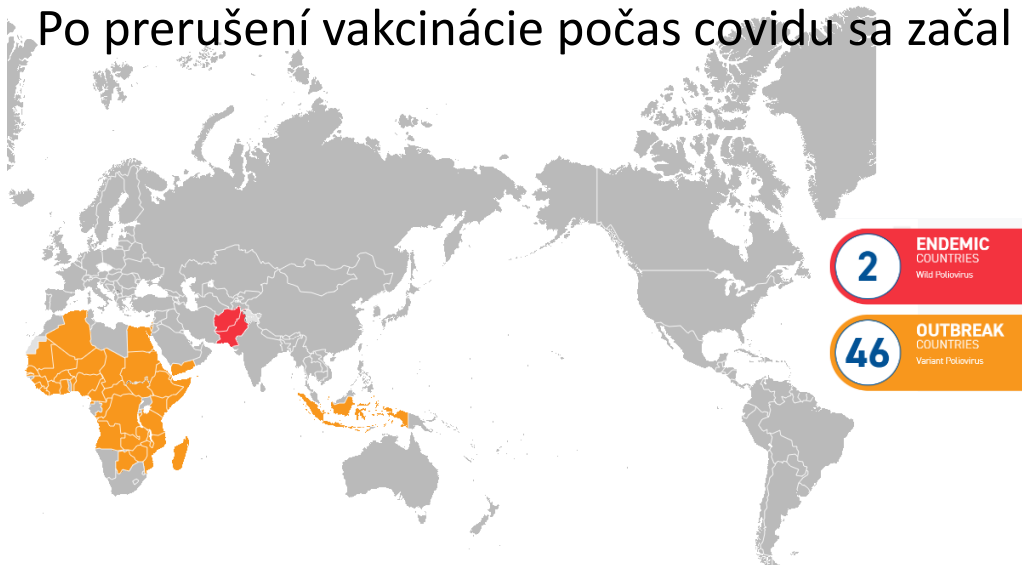 Po prerušení vakcinácie počas covidu sa začal
2
ENDEMIC
COUNTRIES
Wild Poliovirus
46
OUTBREAK
COUNTRIES
Variant Poliovirus